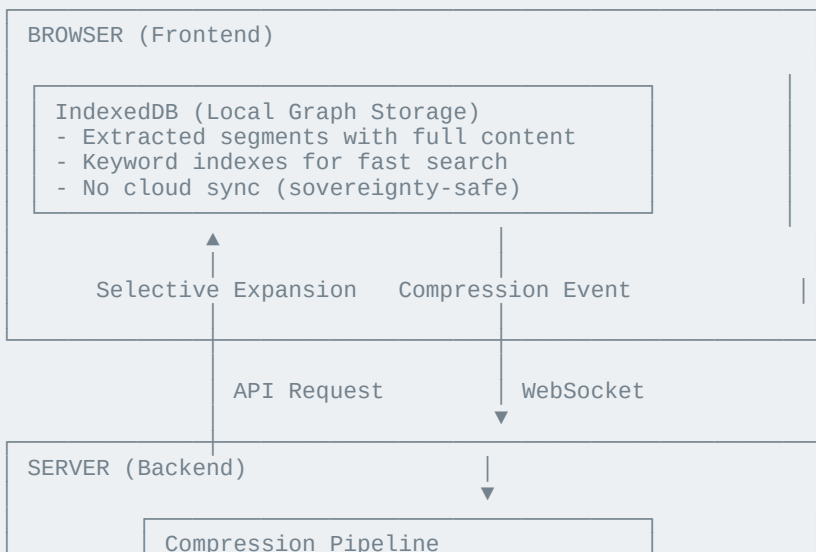 BROWSER (Frontend)
IndexedDB (Local Graph Storage)
- Extracted segments with full content
- Keyword indexes for fast search
- No cloud sync (sovereignty-safe)
Selective Expansion Compression Event
API Request WebSocket
SERVER (Backend)
Compression Pipeline